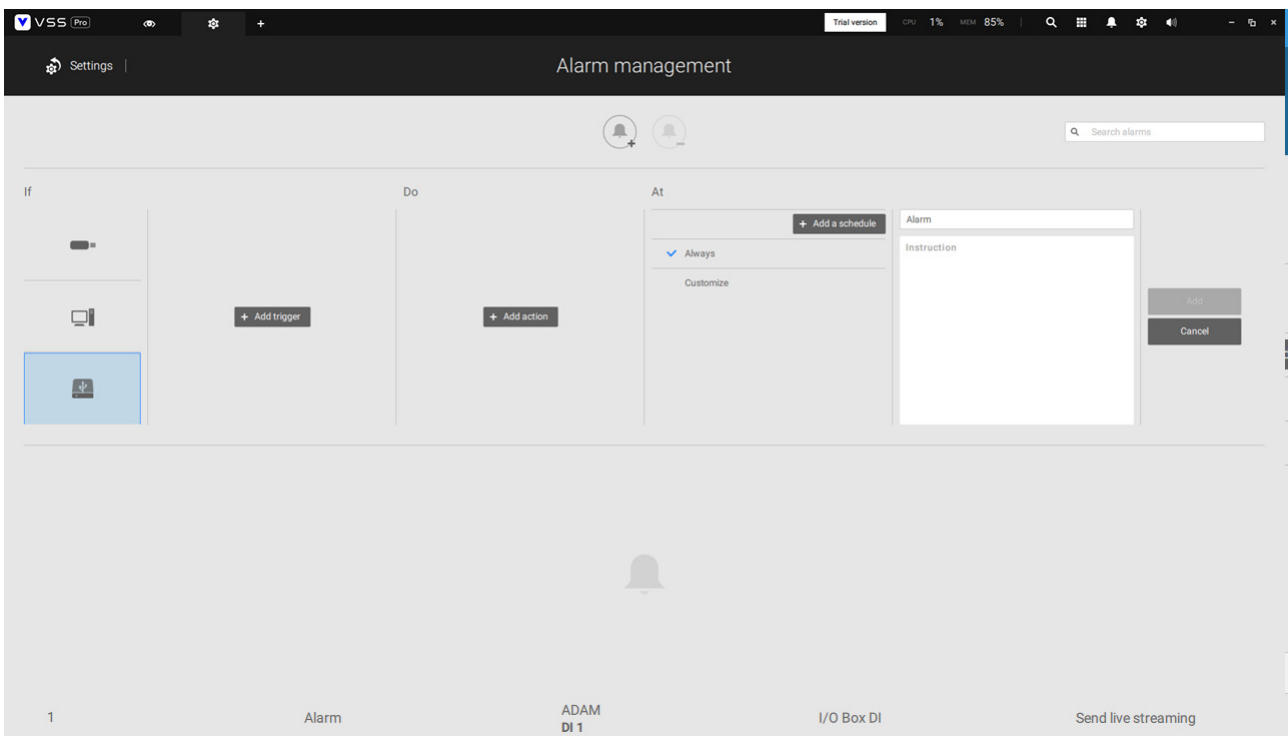 VSS Pro
Trial version
CPU 1% MEM 85%
Settings
Alarm management
Search alarms
If
Do
At
+ Add a schedule
Alarm
Always
Instruction
Customize
+ Add trigger
+ Add action
Add
Cancel
1
Alarm
ADAM
DI 1
I/O Box DI
Send live streaming